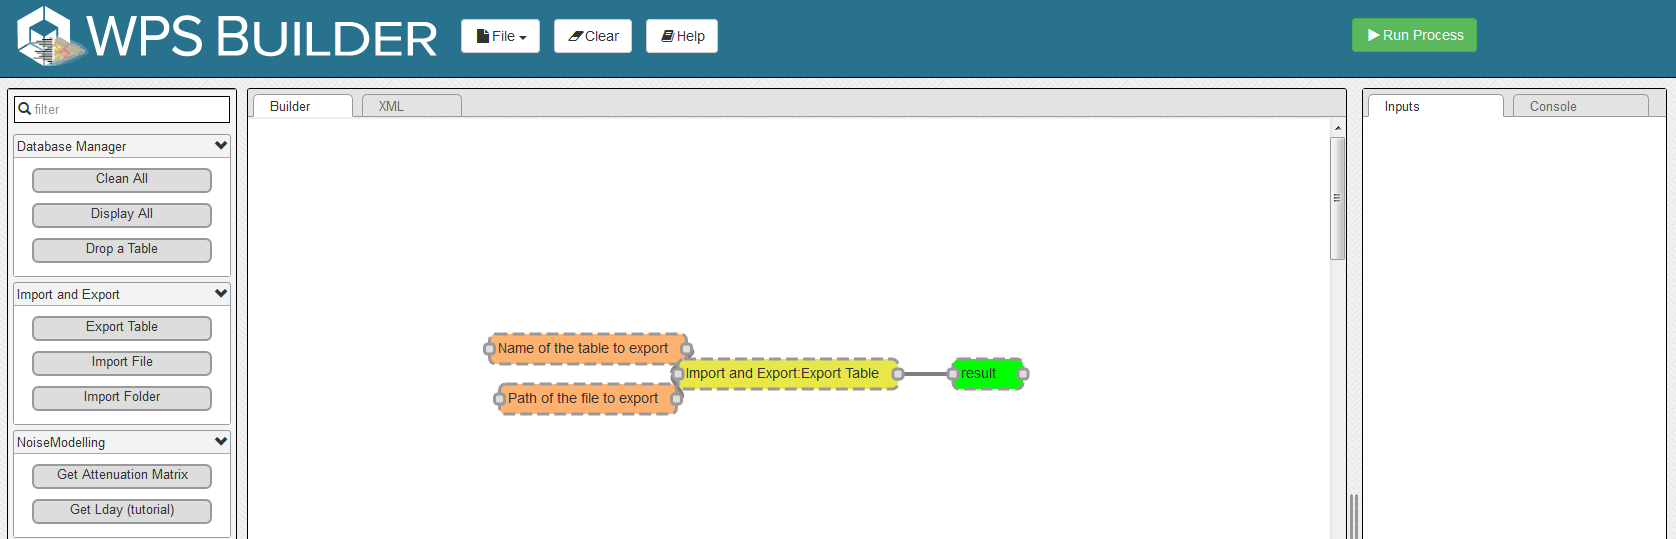 WPS BUILDER
File
Clear
Help
Run Process
filter
Database Manager
Clean All
Display All
Drop a Table
Import and Export
Export Table
Import File
Import Folder
NoiseModelling
Get Attenuation Matrix
Get Lday (tutorial)
Builder
XML
Name of the table to export
Import and Export:Export Table
result
Path of the file to export
Inputs
Console